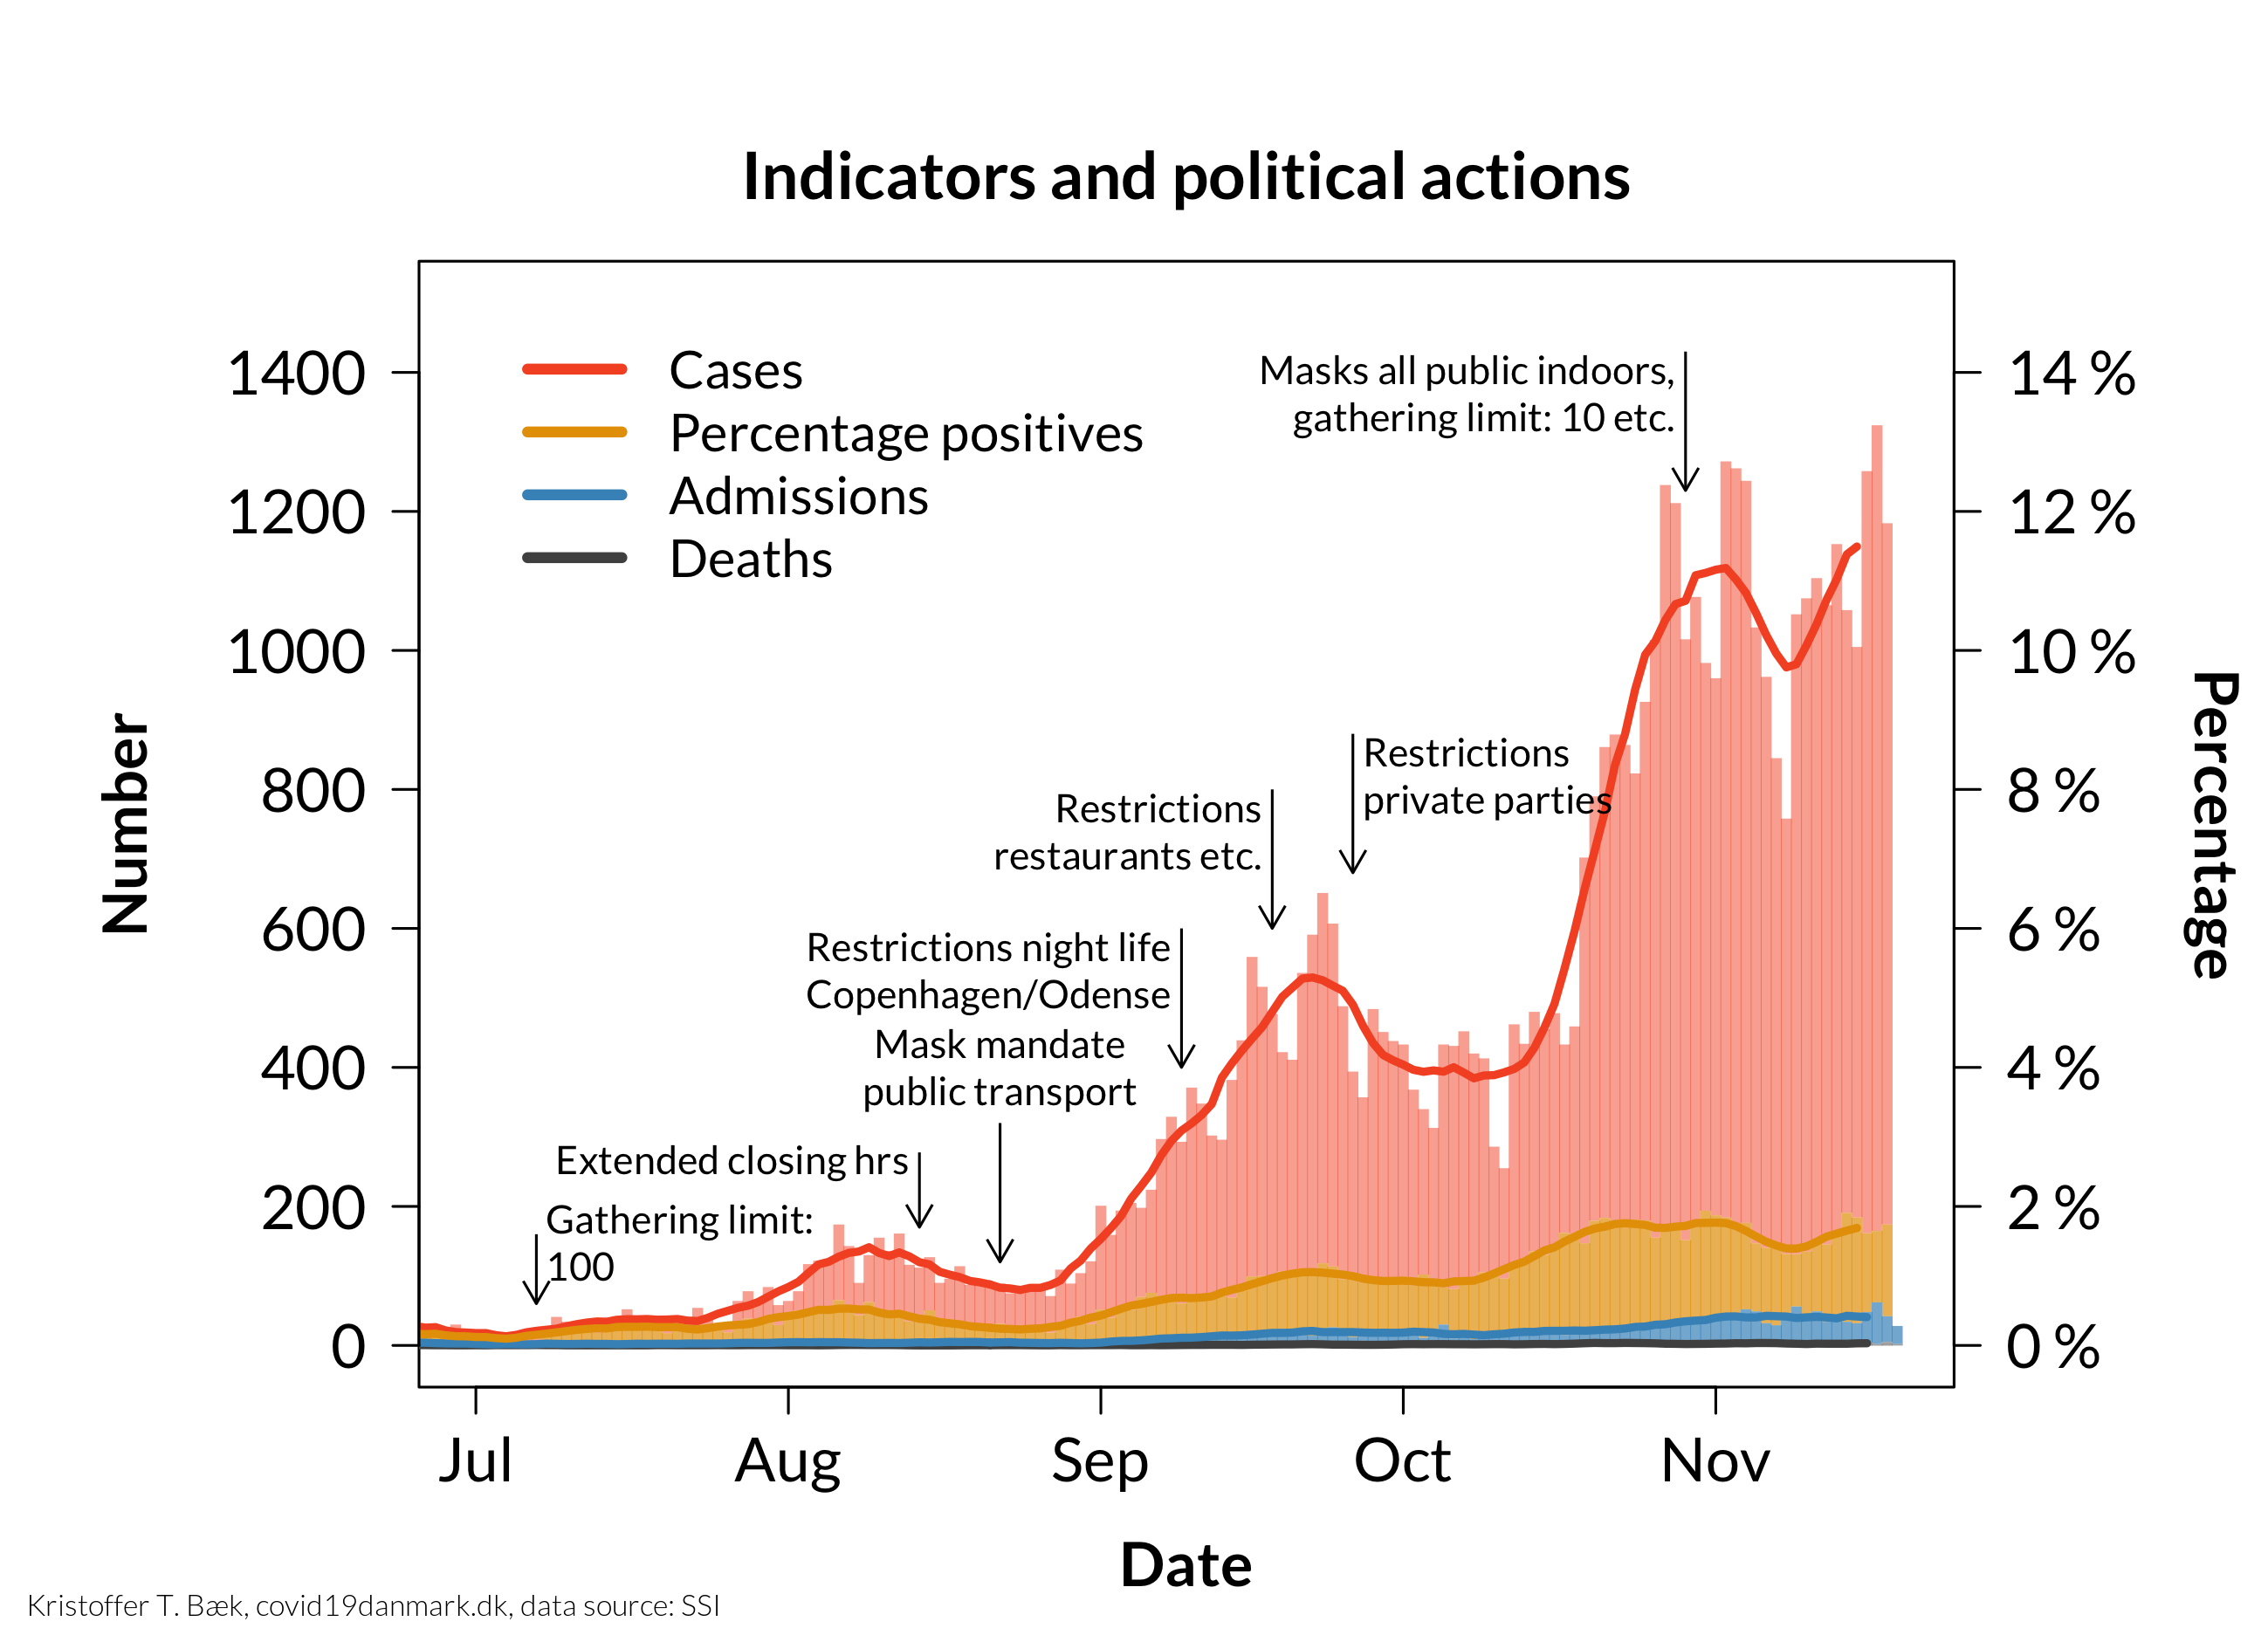 Indicators and political actions
Cases
Percentage positives
Admissions
Deaths
Masks all public indoors,
gathering limit: 10 etc.
Restrictions
private parties
Restrictions
restaurants etc.
Restrictions night life
Copenhagen/Odense
Mask mandate
public transport
Extended closing hrs
Gathering limit:
100
Number
1400
1200
1000
800
600
400
200
0
14 %
12 %
10 %
8 %
6 %
4 %
2 %
0 %
Percentage
Jul Aug Sep Oct Nov
Date
Kristoffer T. Bæk, covid19danmark.dk, data source: SSI